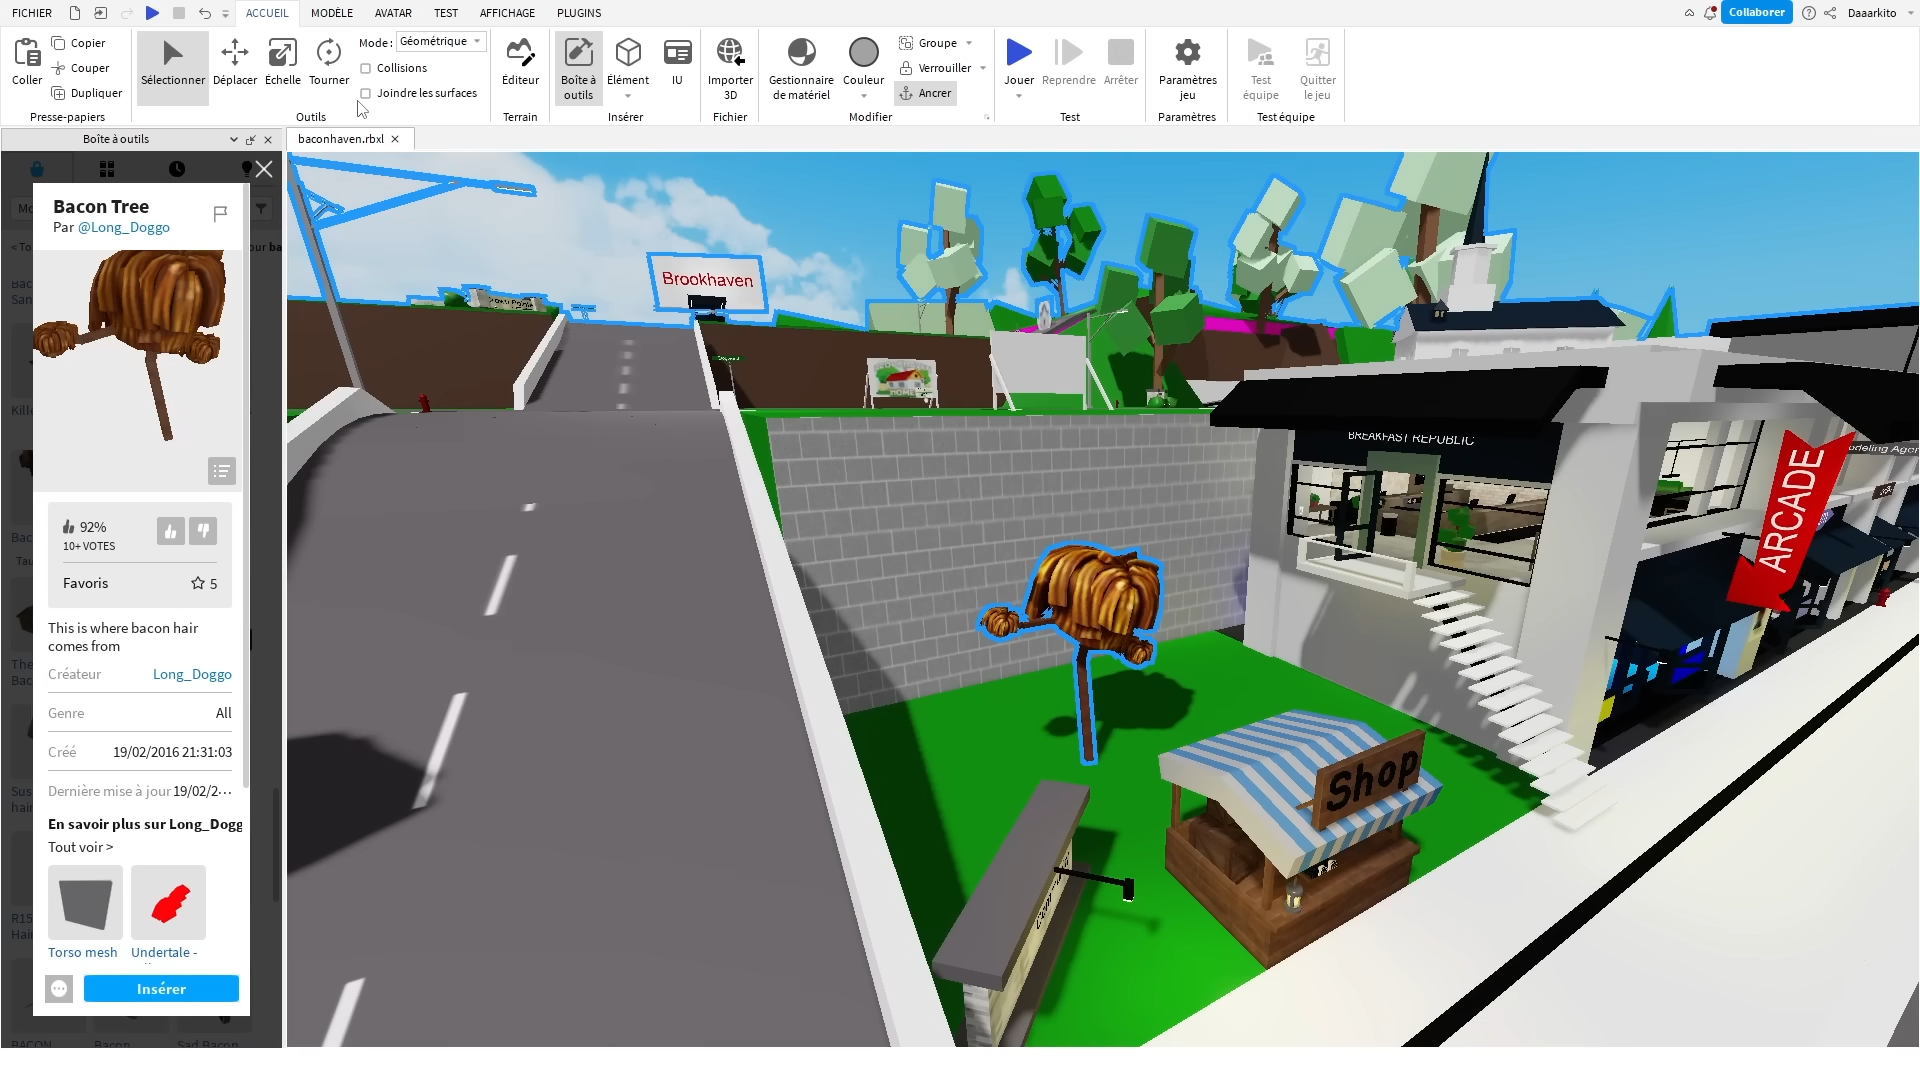 FICHIER
ACCUEIL
MODÈLE
AVATAR
TEST
AFFICHAGE
PLUGINS
Collaborer
Daaarkito
Coller
Copier
Couper
Dupliquer
Presse-papiers
Sélectionner
Déplacer
Échelle
Tourner
Mode :
Géométrique
Collisions
Joindre les surfaces
Outils
Éditeur
Terrain
Boîte à
outils
Élément
IU
Insérer
Importer
3D
Fichier
Gestionnaire
de matériel
Couleur
Groupe
Verrouiller
Ancrer
Modifier
Jouer
Reprendre
Arrêter
Test
Paramètres
jeu
Paramètres
Test
équipe
Quitter
le jeu
Test équipe
Boîte à outils
baconhaven.rbxl
Bacon Tree
Par @Long_Doggo
92%
10+ VOTES
Favoris
5
This is where bacon hair
comes from
Créateur
Long_Doggo
Genre
All
Créé
19/02/2016 21:31:03
Dernière mise à jour
19/02/2...
En savoir plus sur Long_Dogg
Tout voir >
Torso mesh
Undertale -
Insérer
BACON
Bacon
Sad Bacon
Brookhaven
BREAKFAST REPUBLIC
ARCADE
Shop